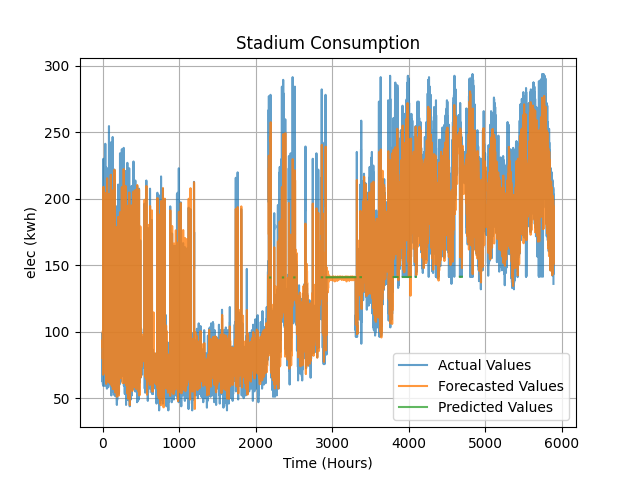 Stadium Consumption
elec (kwh)
300
250
200
150
100
50
0 1000 2000 3000 4000 5000 6000
Time (Hours)
Actual Values
Forecasted Values
Predicted Values